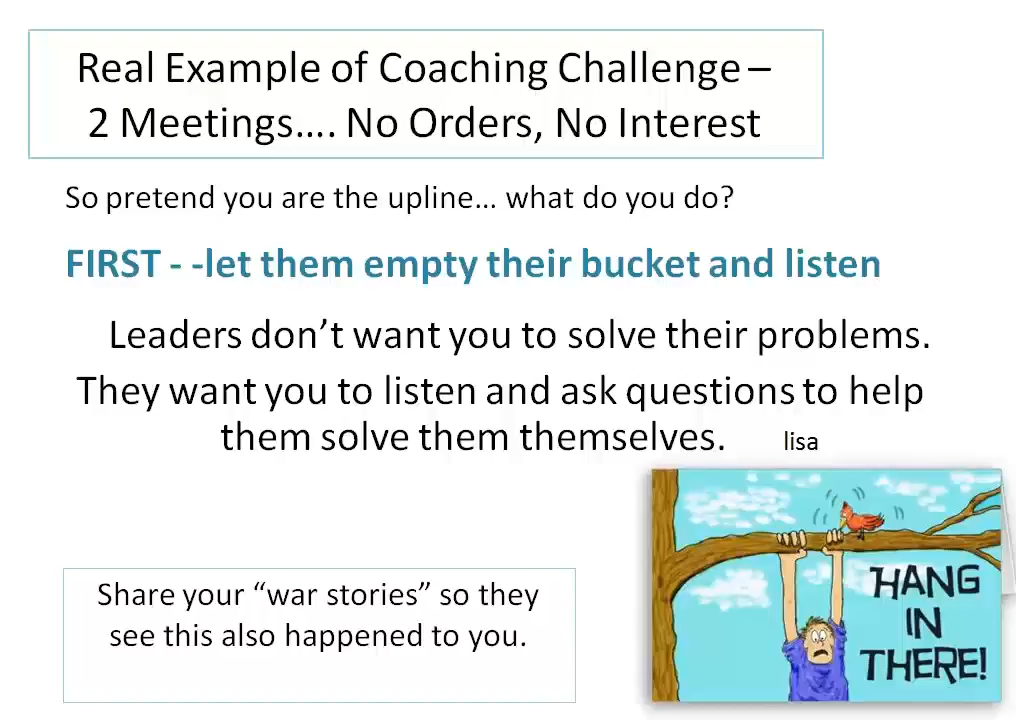 Real Example of Coaching Challenge –
2 Meetings…. No Orders, No Interest
So pretend you are the upline… what do you do?
FIRST - -let them empty their bucket and listen
Leaders don’t want you to solve their problems.
They want you to listen and ask questions to help
them solve them themselves. lisa
Share your “war stories” so they
see this also happened to you.
HANG
IN
THERE!